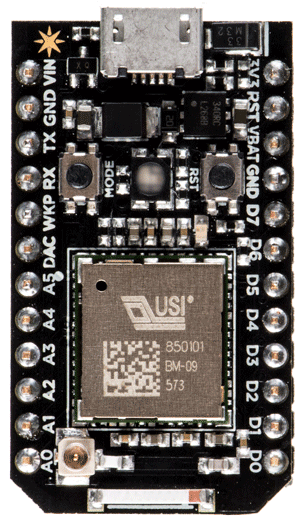 VIN
GND
TX
RX
WKP
DAC
A5
A4
A3
A2
A1
A0
MODE
RST
3V3
RST
VBAT
GND
D7
D6
D5
D4
D3
D2
D1
D0
USI
850101
BM-09
573